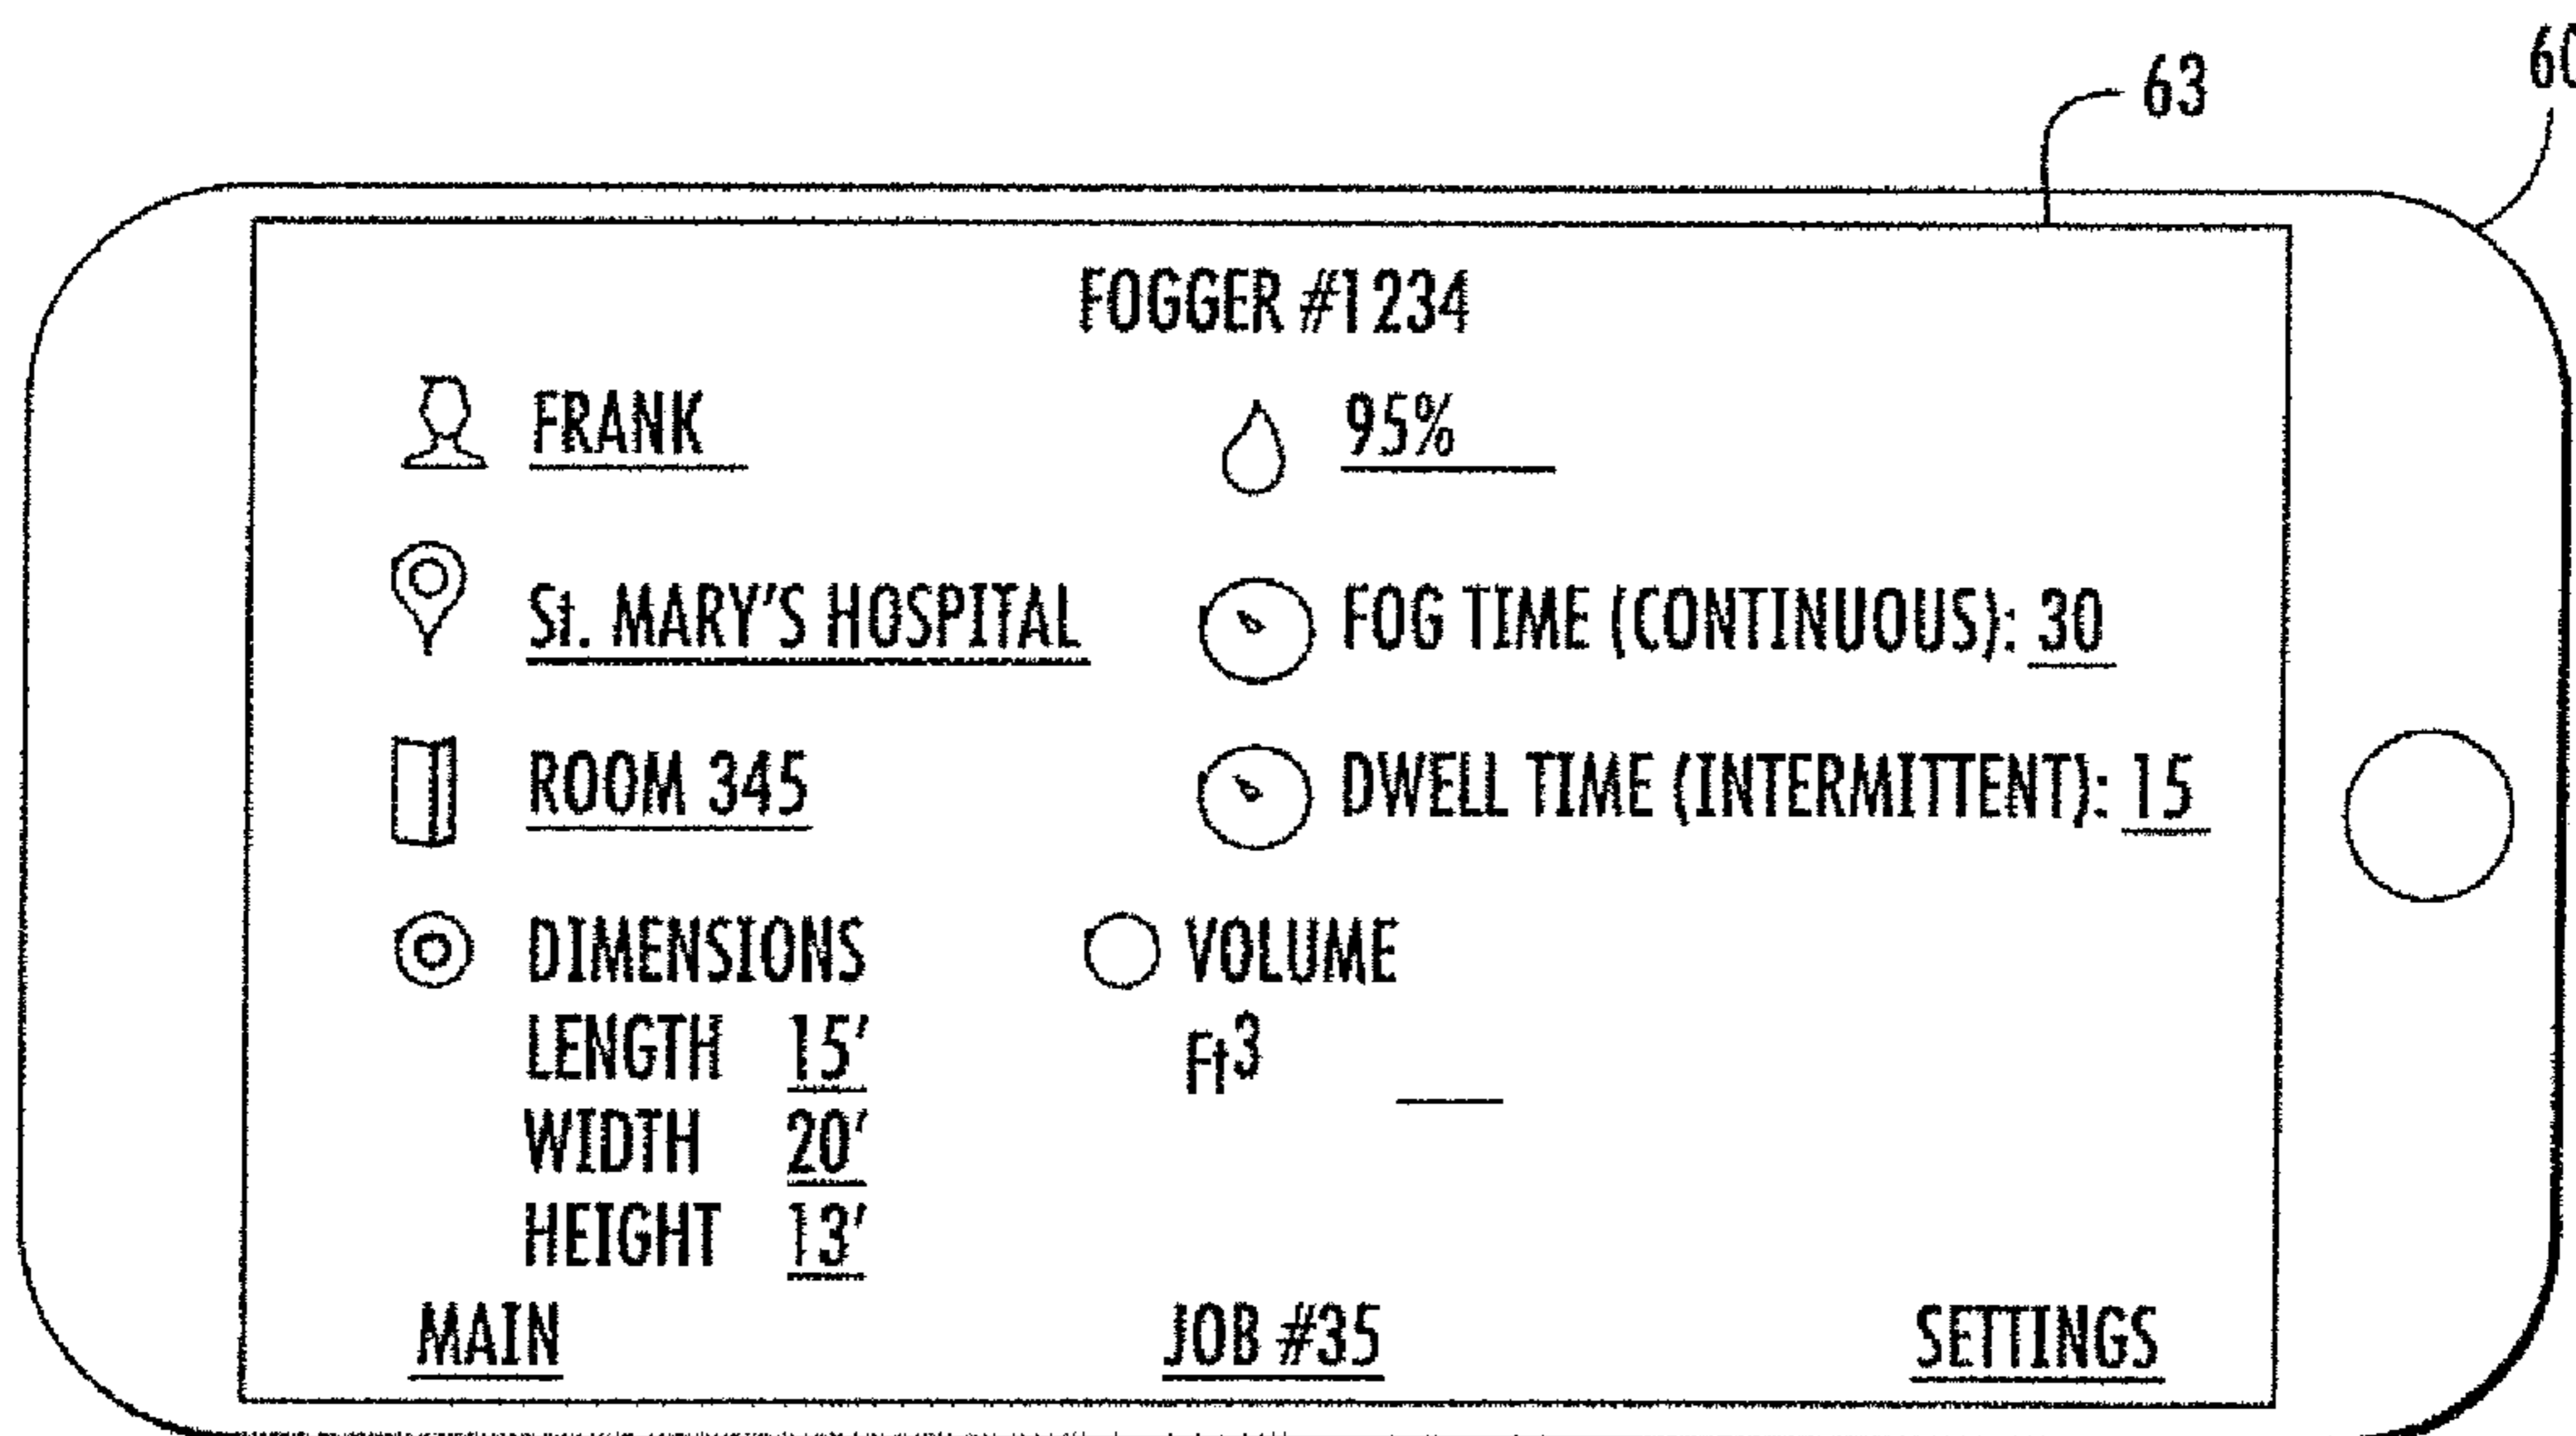 63
60
FOGGER #1234
FRANK
95%
St. MARY'S HOSPITAL
FOG TIME (CONTINUOUS): 30
ROOM 345
DWELL TIME (INTERMITTENT): 15
DIMENSIONS
VOLUME
LENGTH 15'
Ft³
WIDTH 20'
HEIGHT 13'
MAIN
JOB #35
SETTINGS